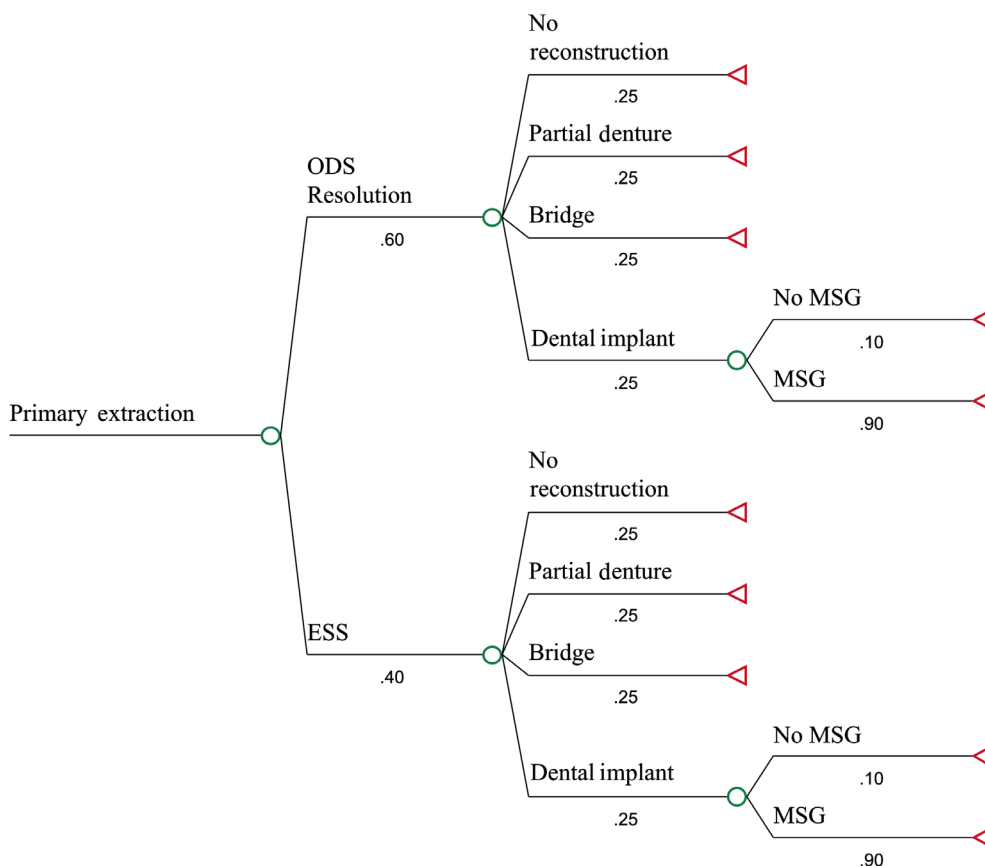 No
reconstruction
.25
Partial denture
.25
ODS
Resolution
.60
Bridge
.25
No MSG
.10
Dental implant
.25
MSG
.90
Primary extraction
No
reconstruction
.25
Partial denture
.25
ESS
.40
Bridge
.25
No MSG
.10
Dental implant
.25
MSG
.90